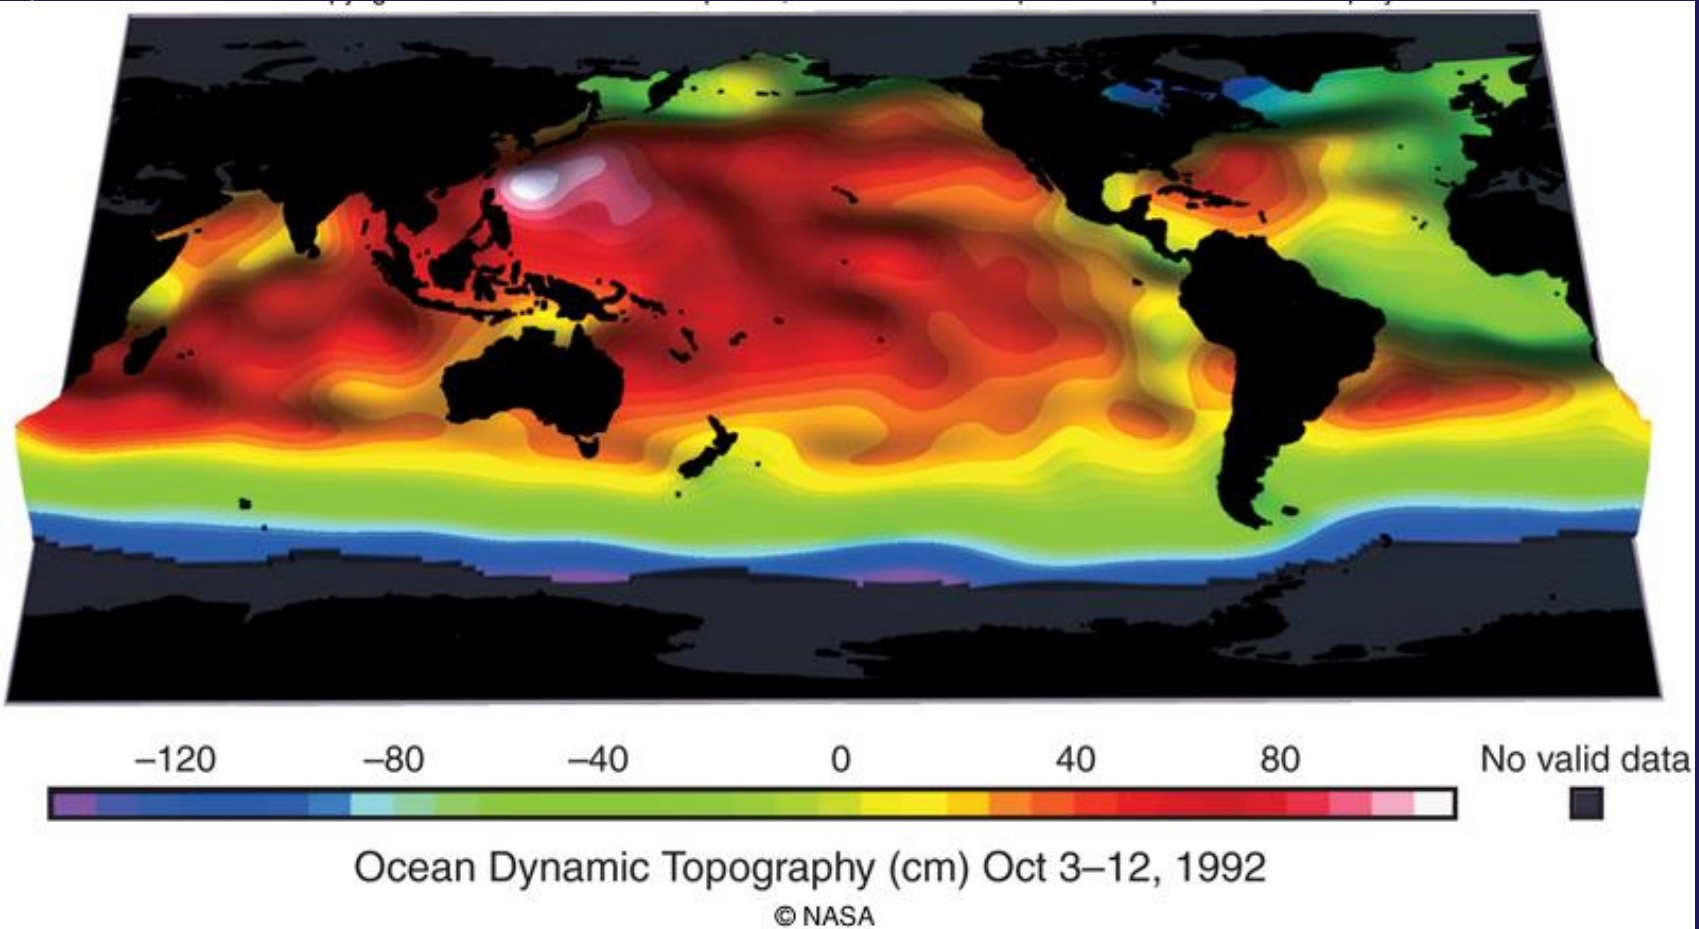 −120 −80 −40 0 40 80 No valid data
Ocean Dynamic Topography (cm) Oct 3–12, 1992
© NASA